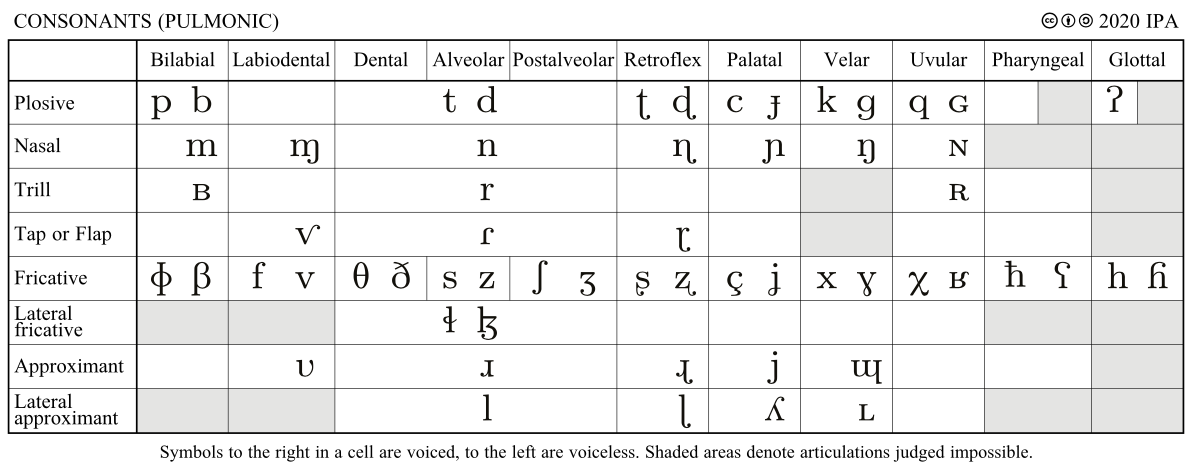 CONSONANTS (PULMONIC) 🅭🅯🄎 2020 IPA
Bilabial Labiodental Dental Alveolar Postalveolar Retroflex Palatal Velar Uvular Pharyngeal Glottal
Plosive p b t d ʈ ɖ c ɟ k ɡ q ɢ ʔ
Nasal m ɱ n ɳ ɲ ŋ ɴ
Trill ʙ r ʀ
Tap or Flap ⱱ ɾ ɽ
Fricative ɸ β f v θ ð s z ʃ ʒ ʂ ʐ ç ʝ x ɣ χ ʁ ħ ʕ h ɦ
Lateral
fricative ɬ ɮ
Approximant ʋ ɹ ɻ j ɰ
Lateral
approximant l ɭ ʎ ʟ
Symbols to the right in a cell are voiced, to the left are voiceless. Shaded areas denote articulations judged impossible.